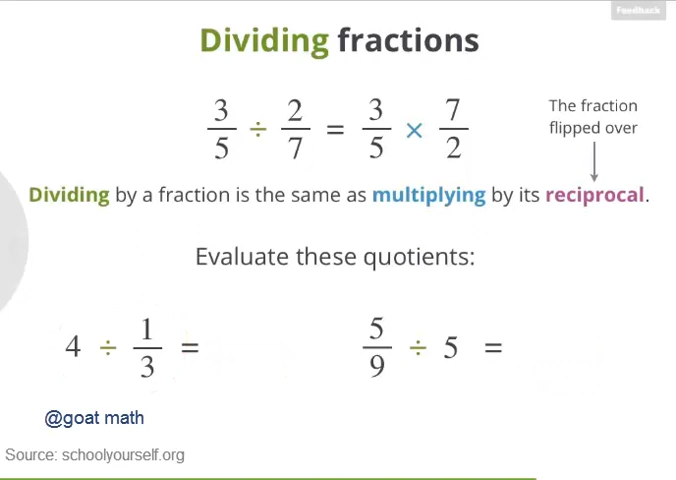 Feedback
Dividing fractions
3/5 ÷ 2/7 = 3/5 × 7/2
The fraction
flipped over
Dividing by a fraction is the same as multiplying by its reciprocal.
Evaluate these quotients:
4 ÷ 1/3 =
5/9 ÷ 5 =
@goat math
Source: schoolyourself.org